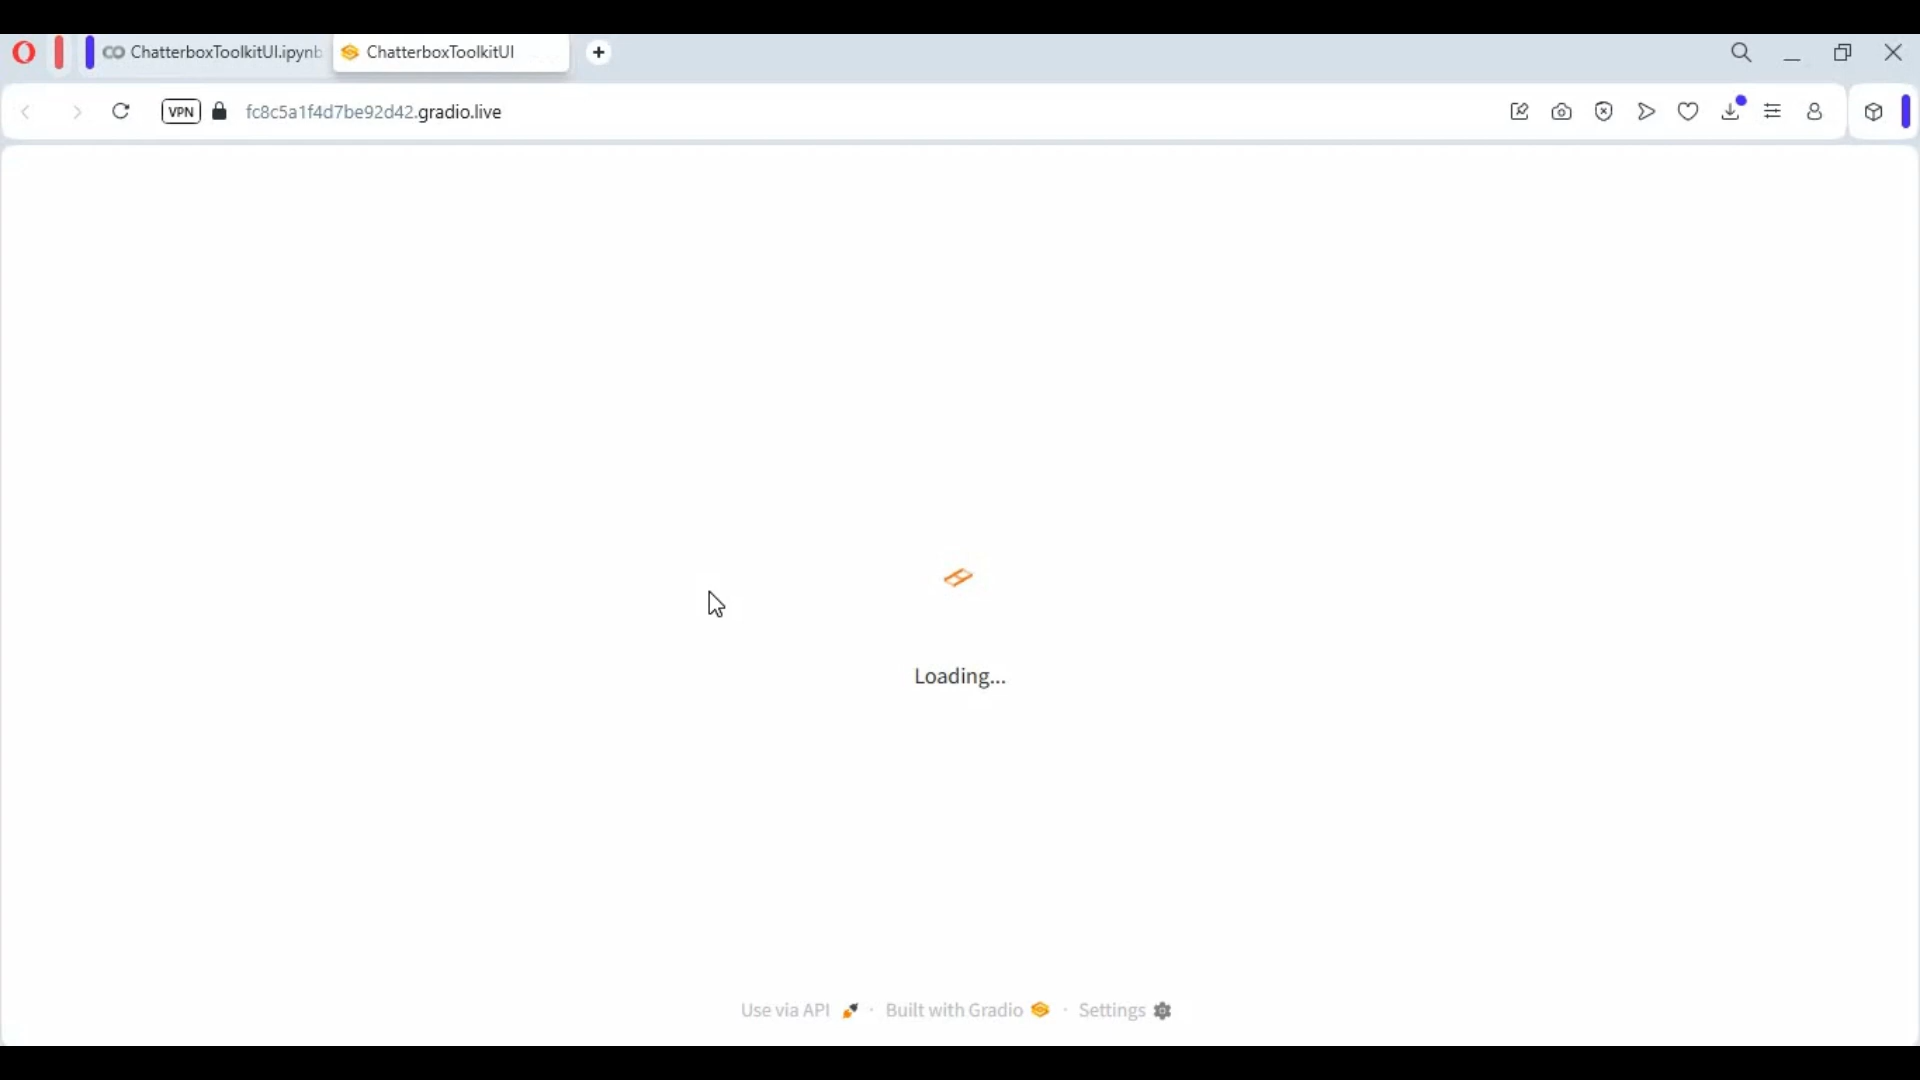 ChatterboxToolkitUI.ipynb
ChatterboxToolkitUI
VPN
fc8c5a1f4d7be92d42.gradio.live
Loading...
Use via API · Built with Gradio · Settings